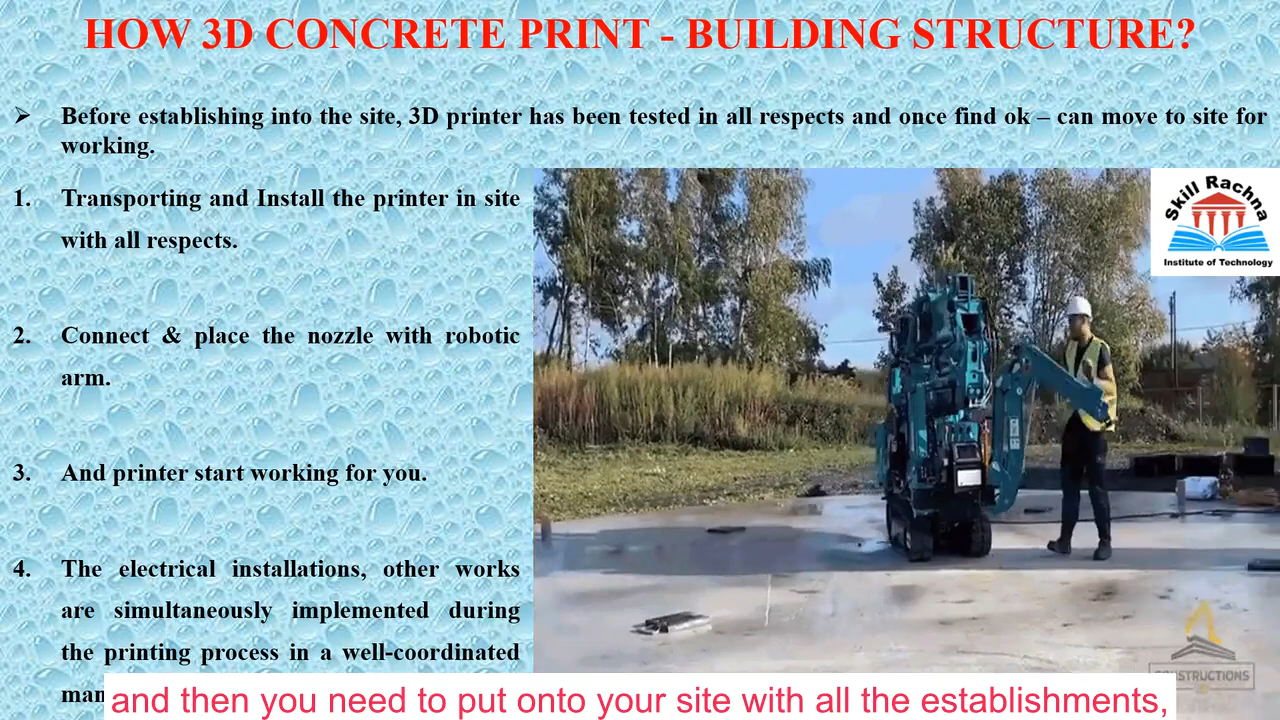 HOW 3D CONCRETE PRINT - BUILDING STRUCTURE?
➢ Before establishing into the site, 3D printer has been tested in all respects and once find ok – can move to site for
working.
1. Transporting and Install the printer in site
with all respects.
2. Connect & place the nozzle with robotic
arm.
3. And printer start working for you.
4. The electrical installations, other works
are simultaneously implemented during
the printing process in a well-coordinated
Skill Rachna
Institute of Technology
CONSTRUCTIONS
and then you need to put onto your site with all the establishments,